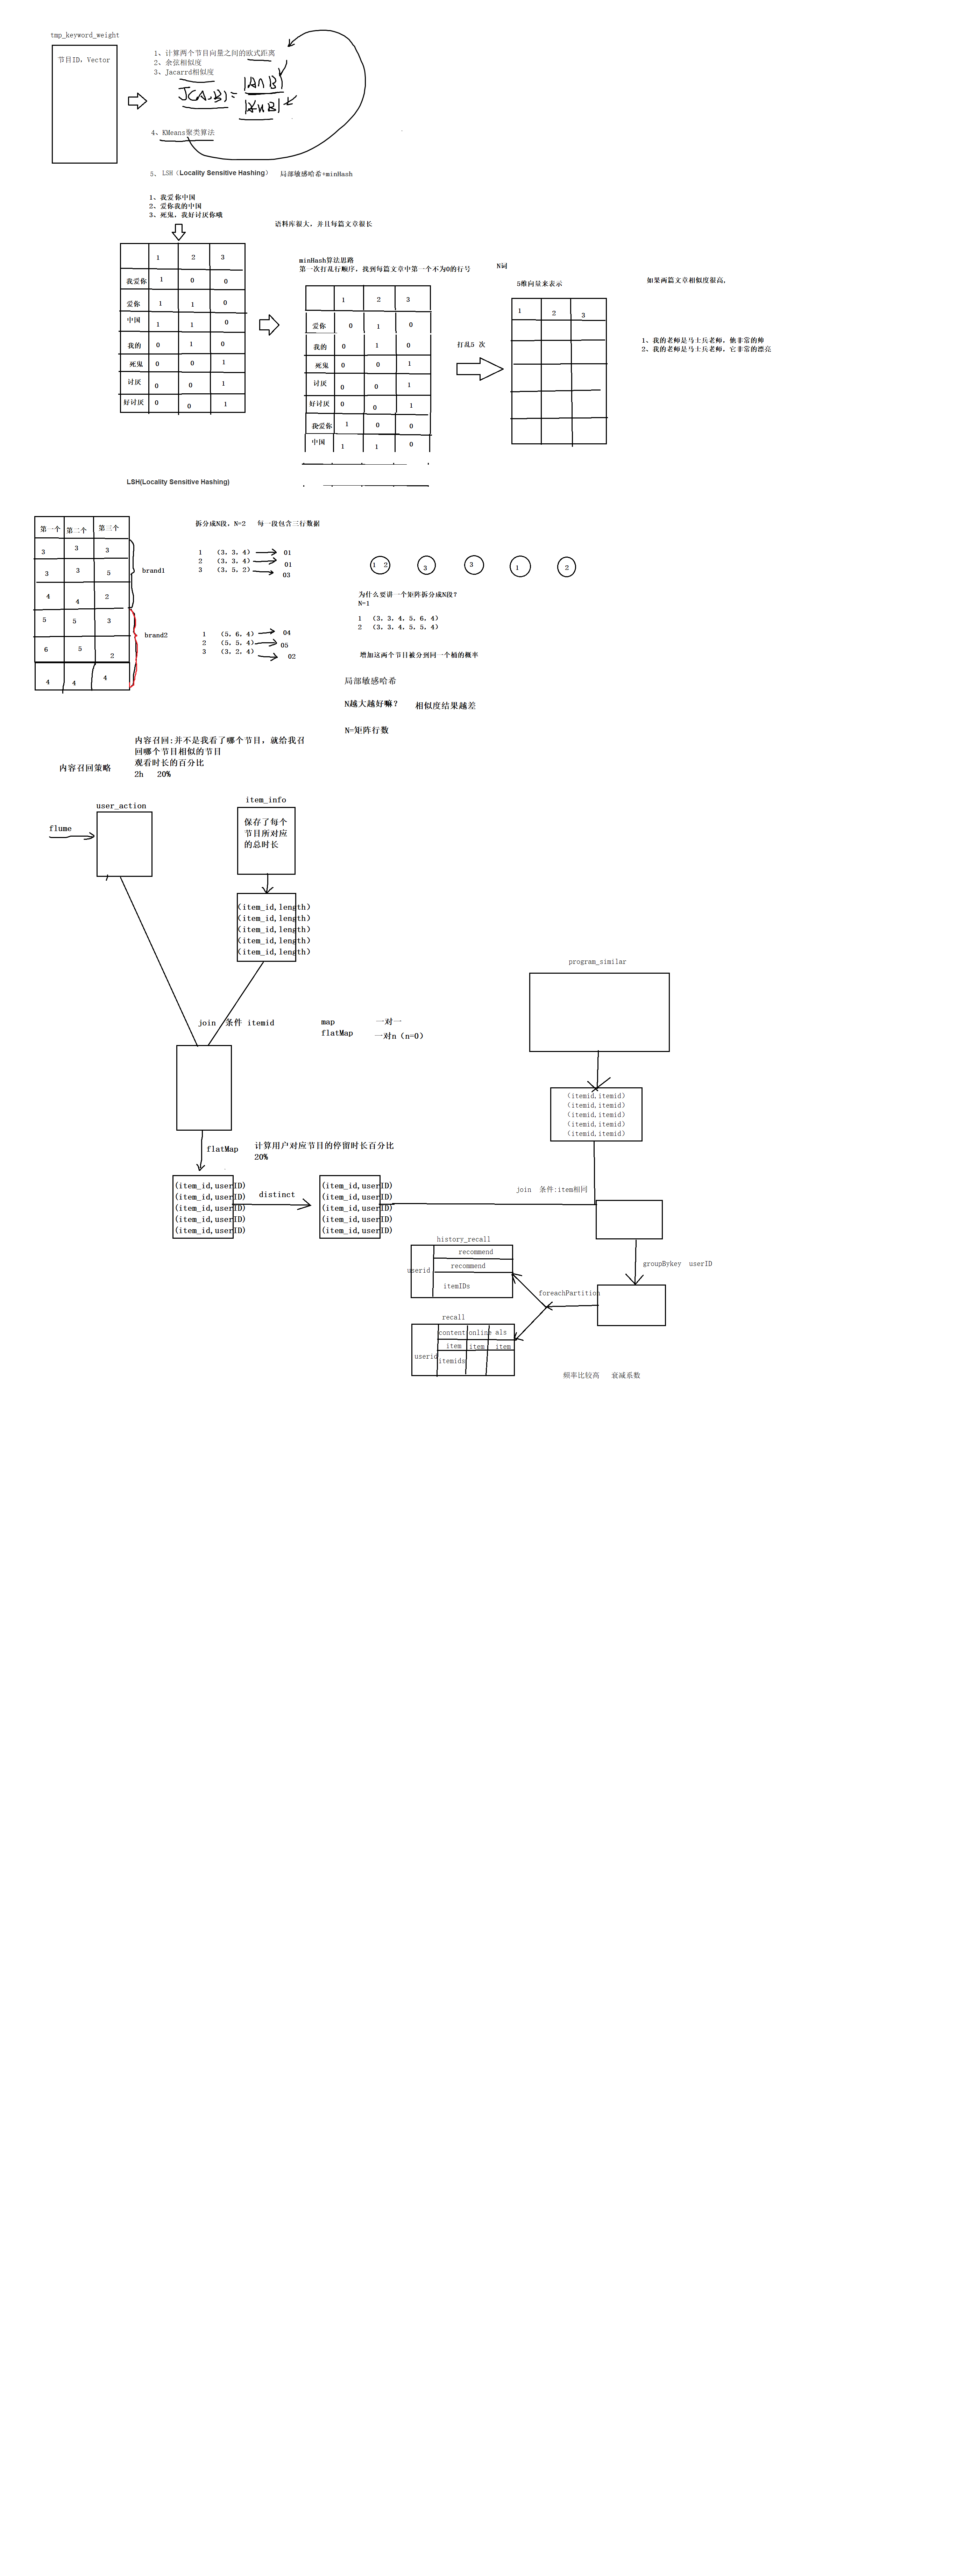 tmp_keyword_weight
节目ID, Vector
1、计算两个节目向量之间的欧式距离
2、余弦相似度
3、Jacarrd相似度
J(A,B)=|A∩B|
4、KMeans聚类算法
5、 LSH（Locality Sensitive Hashing） 局部敏感哈希+minHash
1、我爱你中国
2、爱你我的中国
3、死鬼，我好讨厌你哦
语料库很大，并且每篇文章很长
1 2 3
我爱你 1 0 0
爱你 1 1 0
中国 1 1 0
我的 0 1 0
死鬼 0 0 1
讨厌 0 0 1
好讨厌 0 0 1
minHash算法思路
第一次打乱行顺序，找到每篇文章中第一个不为0的行号
N词
1 2 3
爱你 0 1 0
我的 0 1 0
死鬼 0 0 1
讨厌 0 0 1
好讨厌 0 0 1
我爱你 1 0 0
中国 1 1 0
打乱5 次
5维向量来表示
1 2 3
如果两篇文章相似度很高,
1、我的老师是马士兵老师，他非常的帅
2、我的老师是马士兵老师，它非常的漂亮
LSH(Locality Sensitive Hashing)
第一个 第二个 第三个
3 3 3
3 3 5
4 4 2
5 5 3
6 5 2
4 4 4
brand1
brand2
拆分成N段，N=2 每一段包含三行数据
1 (3, 3, 4) 01
2 (3, 3, 4) 01
3 (3, 5, 2) 03
1 (5, 6, 4) 04
2 (5, 5, 4) 05
3 (3, 2, 4) 02
1 2
3
3
1
2
为什么要讲一个矩阵拆分成N段？
N=1
1 (3, 3, 4, 5, 6, 4)
2 (3, 3, 4, 5, 5, 4)
增加这两个节目被分到同一个桶的概率
局部敏感哈希
N越大越好嘛？ 相似度结果越差
N=矩阵行数
内容召回策略
内容召回:并不是我看了哪个节目，就给我召
回哪个节目相似的节目
观看时长的百分比
2h 20%
user_action
flume
item_info
保存了每个
节目所对应
的总时长
(item_id,length)
(item_id,length)
(item_id,length)
(item_id,length)
(item_id,length)
join 条件 itemid
map 一对一
flatMap 一对n（n=0）
flatMap
计算用户对应节目的停留时长百分比
20%
(item_id,userID)
(item_id,userID)
(item_id,userID)
(item_id,userID)
(item_id,userID)
distinct
(item_id,userID)
(item_id,userID)
(item_id,userID)
(item_id,userID)
(item_id,userID)
program_similar
(itemid,itemid)
(itemid,itemid)
(itemid,itemid)
(itemid,itemid)
(itemid,itemid)
join 条件:item相同
groupBykey userID
foreachPartition
history_recall
recommend
recommend
userid
itemIDs
recall
content online als
item item item
userid
itemids
频率比较高 衰减系数